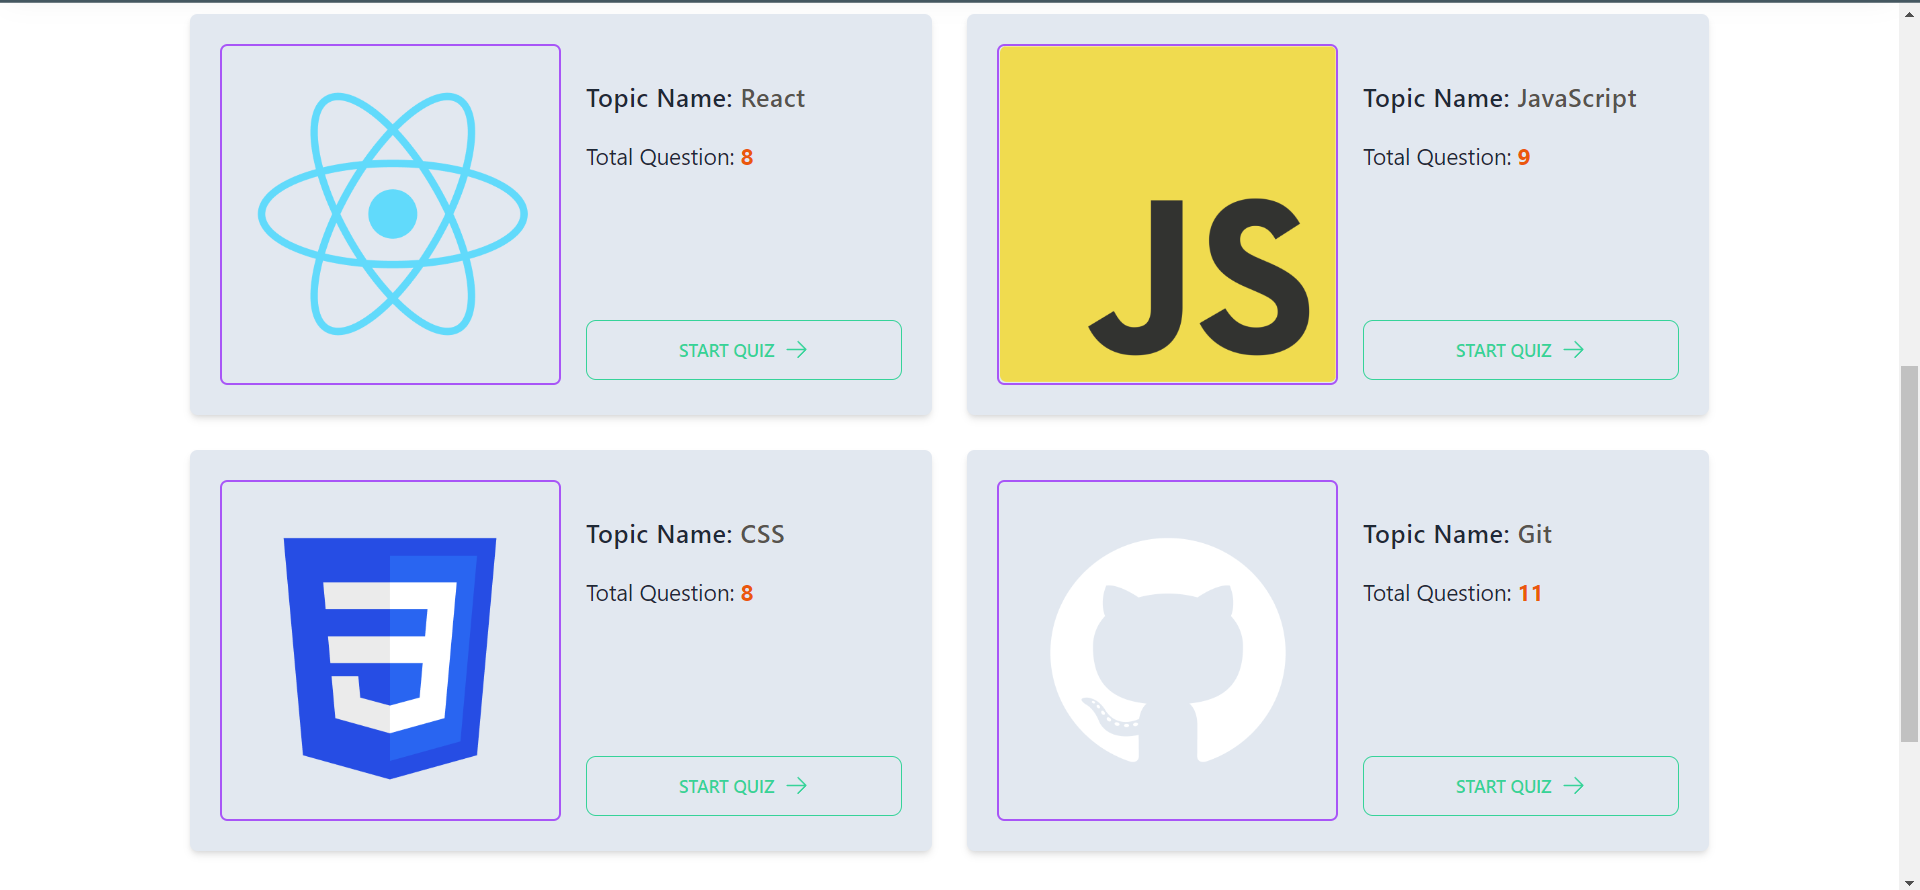 Topic Name: React
Total Question: 8
START QUIZ
JS
Topic Name: JavaScript
Total Question: 9
START QUIZ
Topic Name: CSS
Total Question: 8
START QUIZ
Topic Name: Git
Total Question: 11
START QUIZ